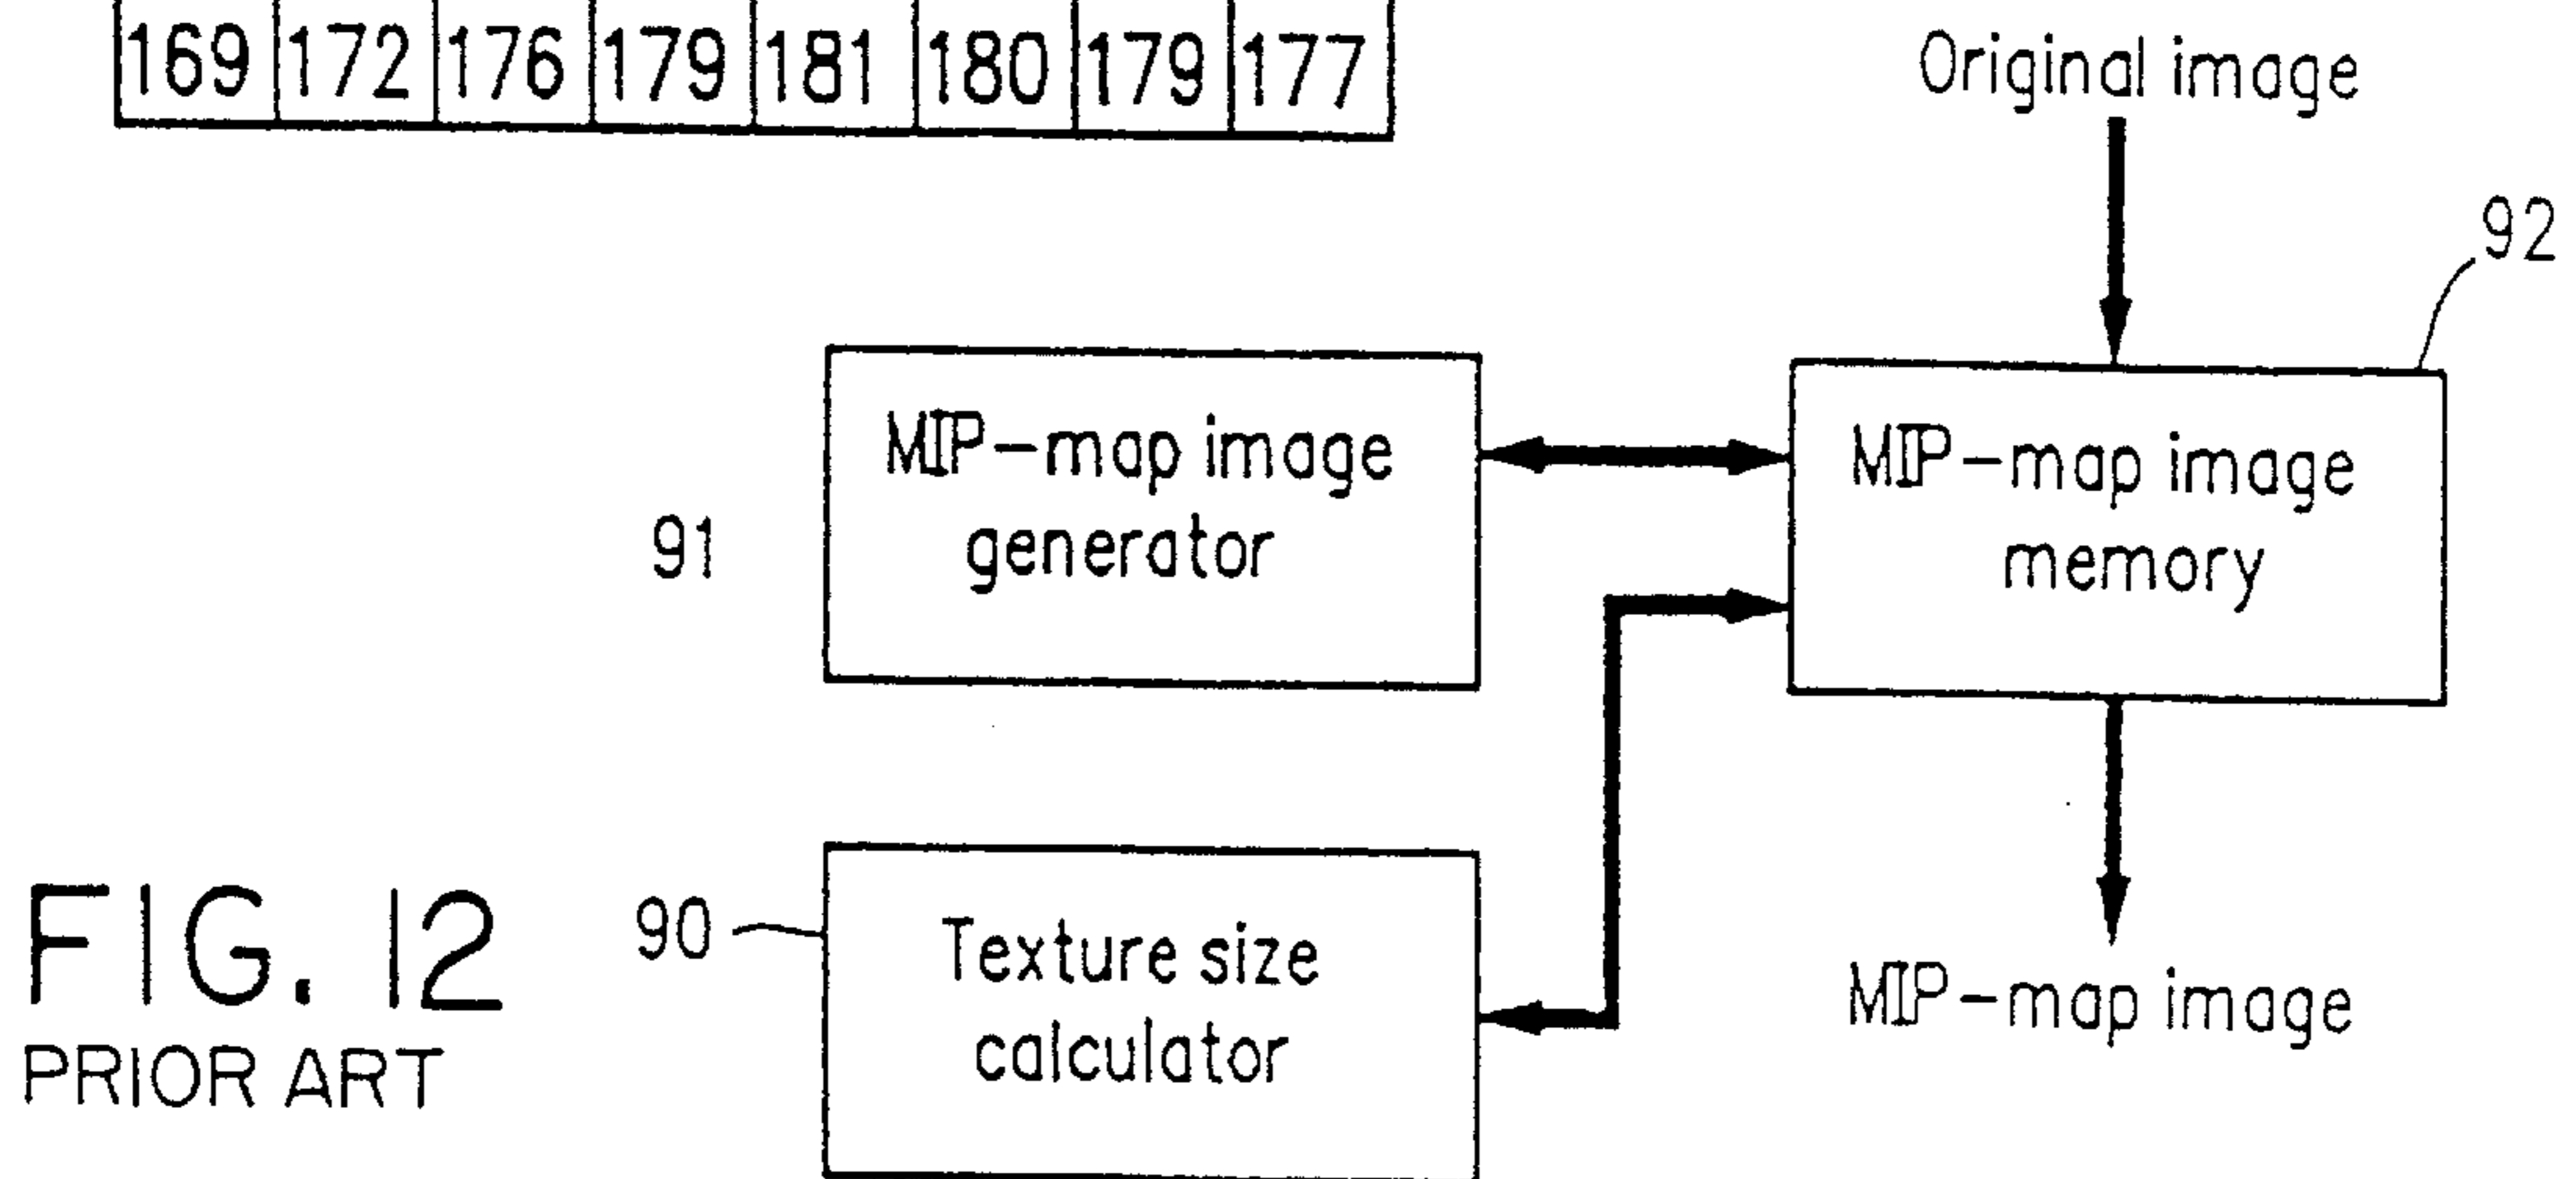 169 172 176 179 181 180 179 177
Original image
92
MIP-map image
generator
91
MIP-map image
memory
90
Texture size
calculator
MIP-map image
FIG. 12
PRIOR ART